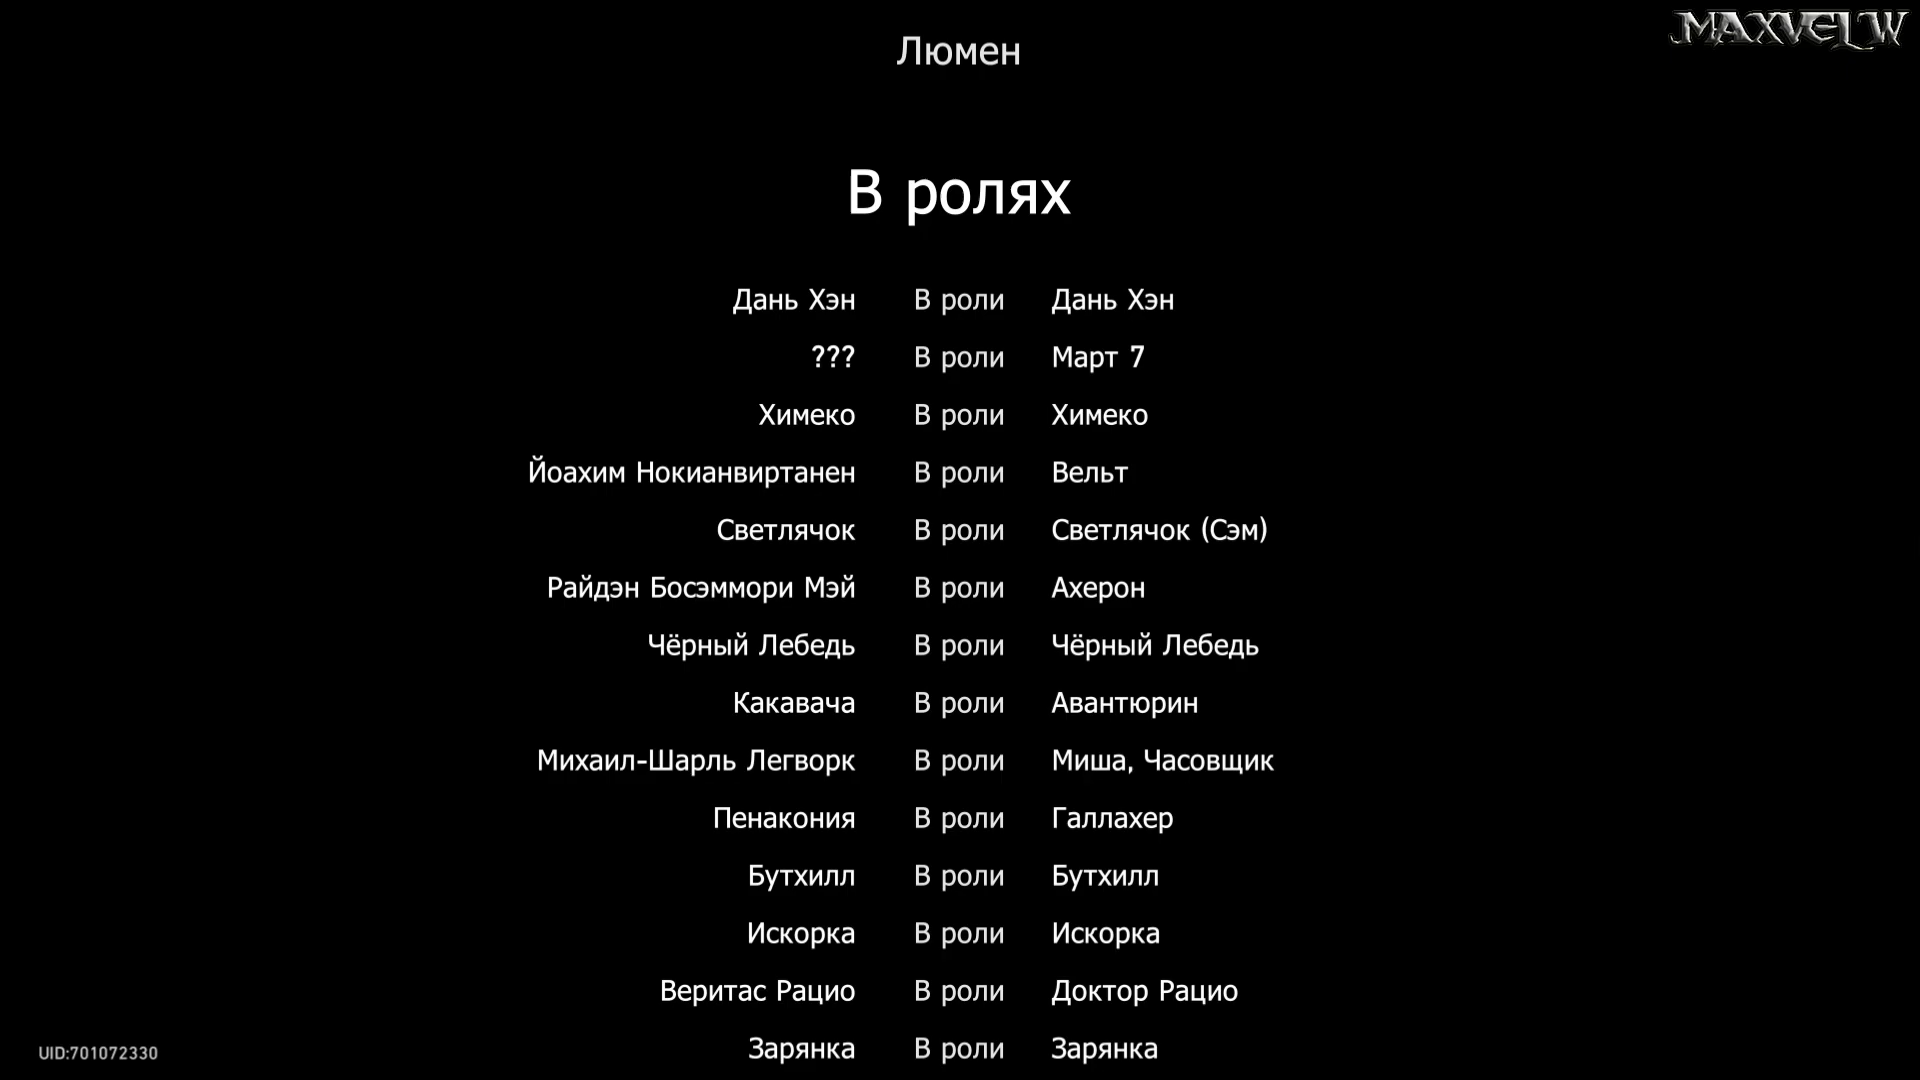 MAXVELW
Люмен
В ролях
Дань Хэн В роли Дань Хэн
??? В роли Март 7
Химеко В роли Химеко
Йоахим Нокианвиртанен В роли Вельт
Светлячок В роли Светлячок (Сэм)
Райдэн Босэммори Мэй В роли Ахерон
Чёрный Лебедь В роли Чёрный Лебедь
Какавача В роли Авантюрин
Михаил-Шарль Легворк В роли Миша, Часовщик
Пенакония В роли Галлахер
Бутхилл В роли Бутхилл
Искорка В роли Искорка
Веритас Рацио В роли Доктор Рацио
Зарянка В роли Зарянка
UID:701072330